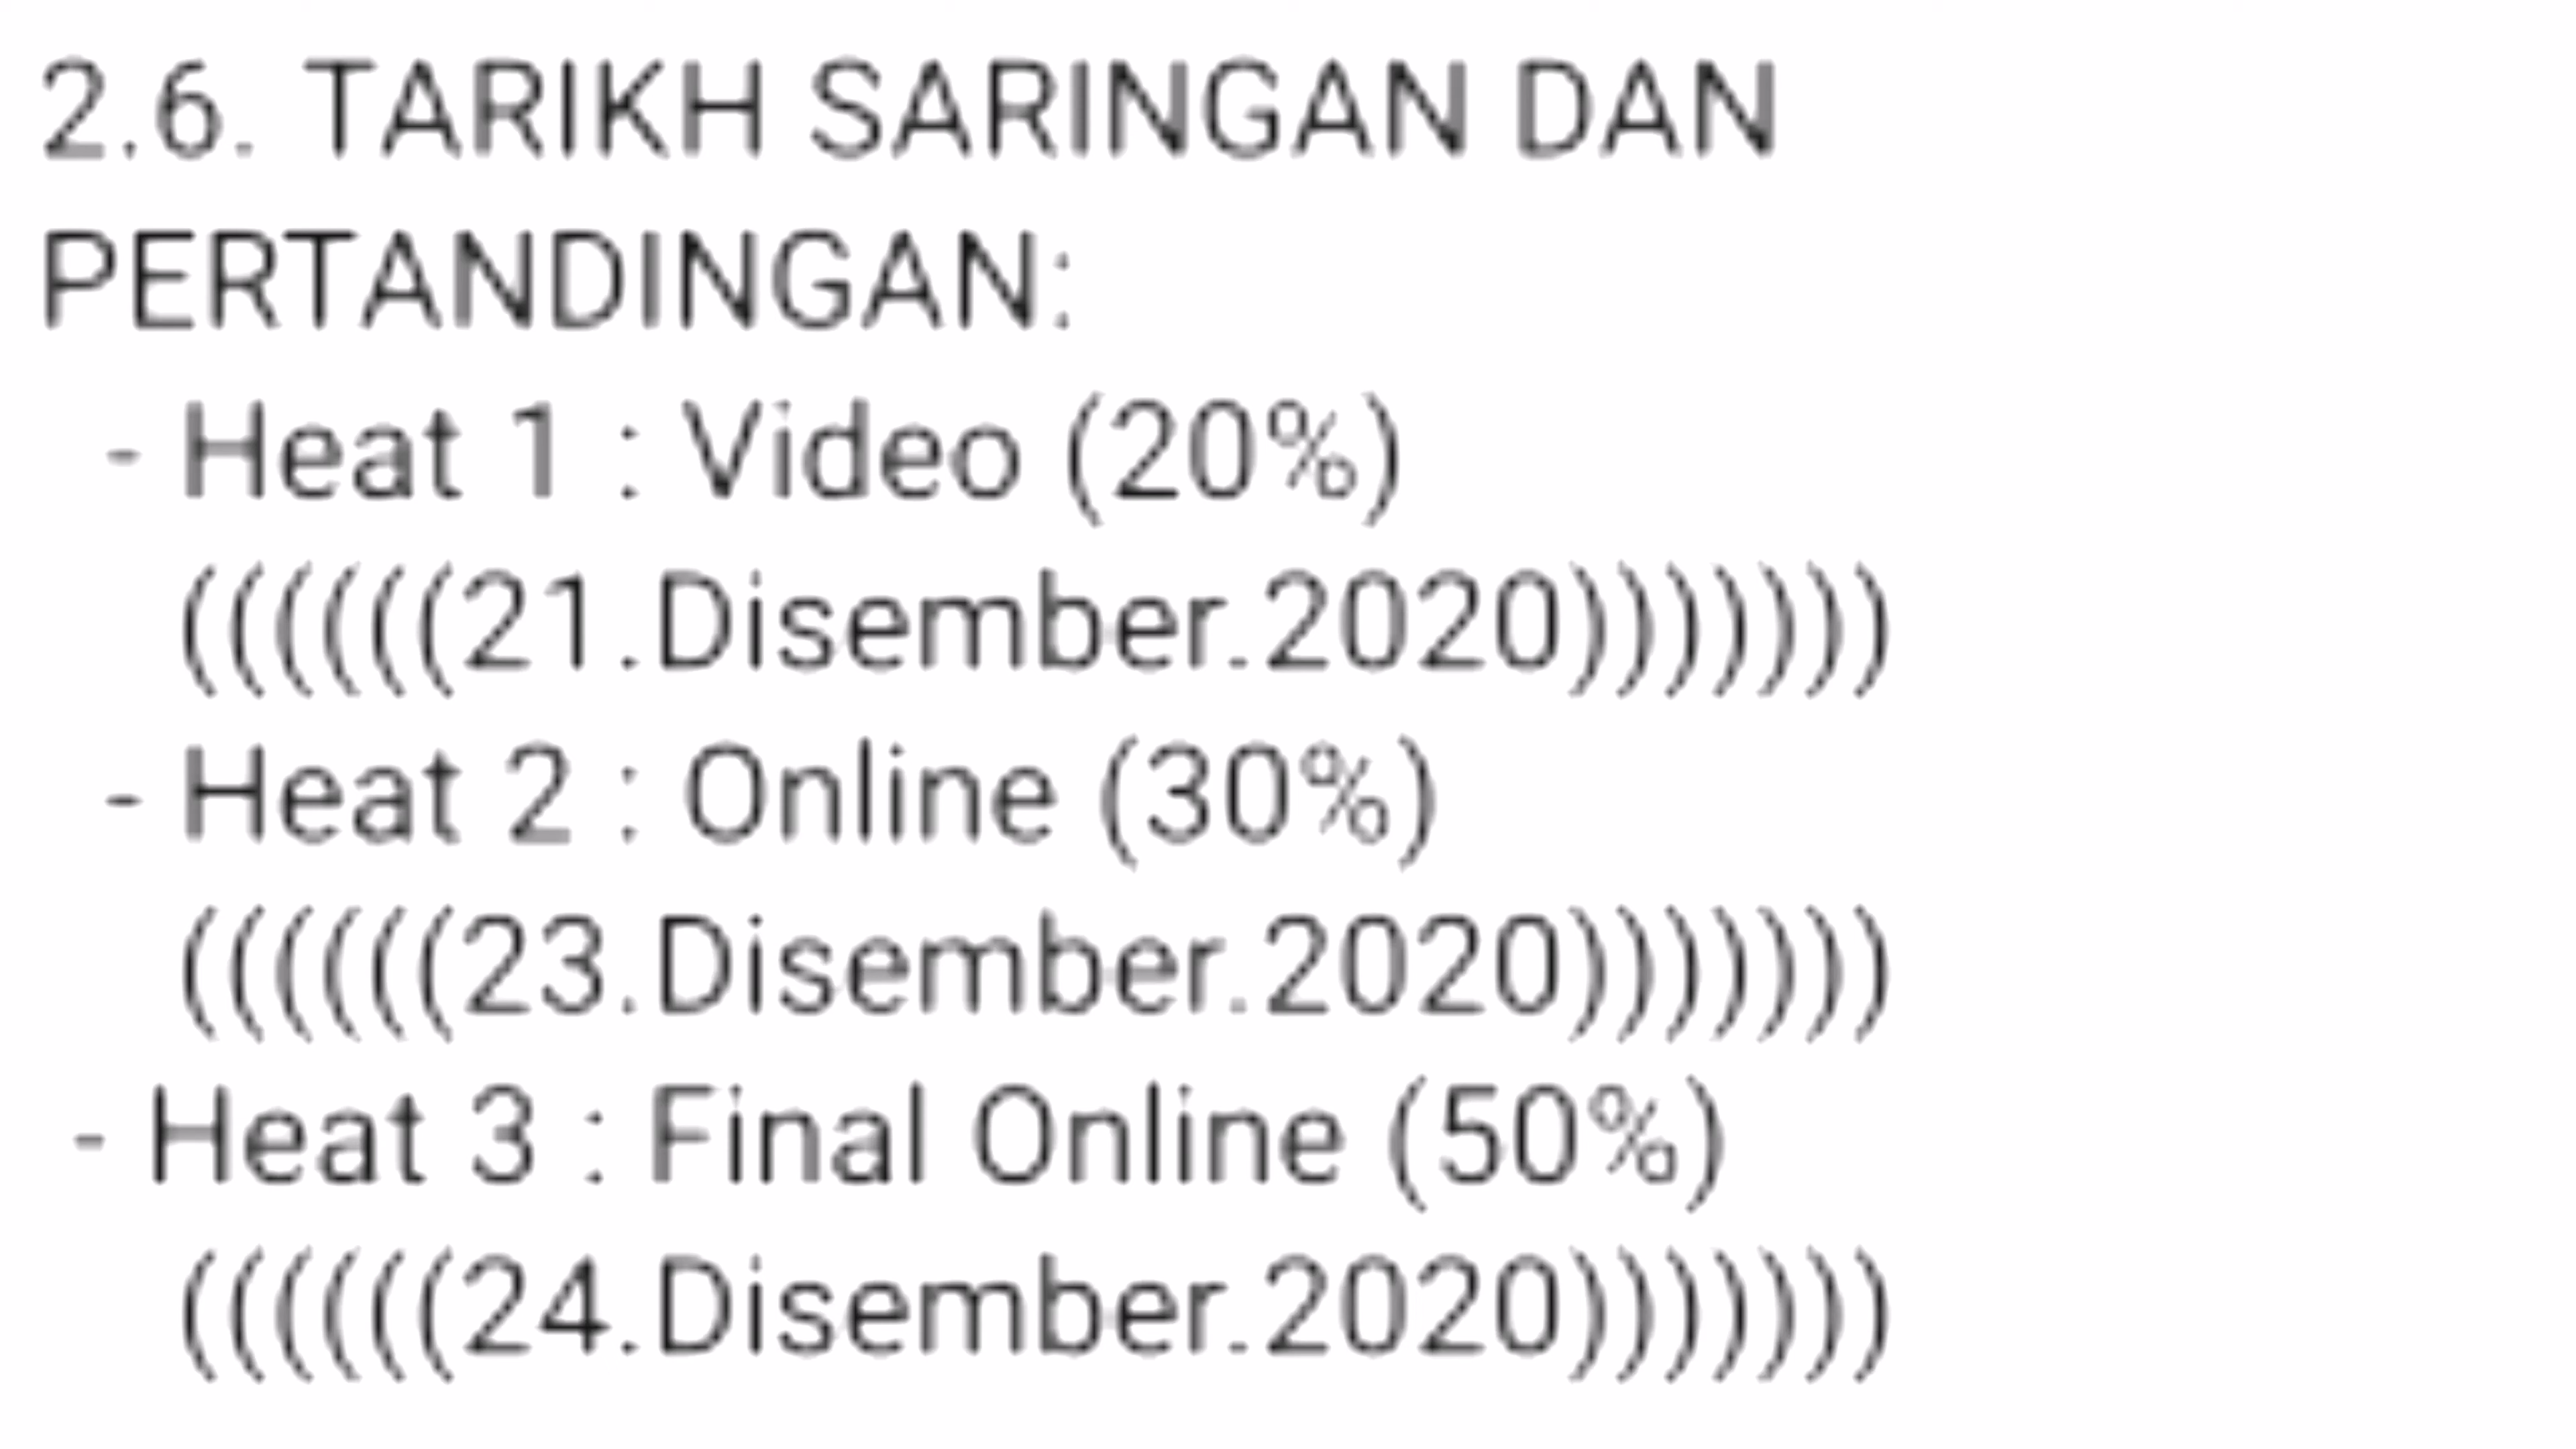 2.6. TARIKH SARINGAN DAN
PERTANDINGAN:
- Heat 1 : Video (20%)
((((((21.Disember.2020)))))))
- Heat 2 : Online (30%)
((((((23.Disember.2020)))))))
- Heat 3 : Final Online (50%)
((((((24.Disember.2020)))))))